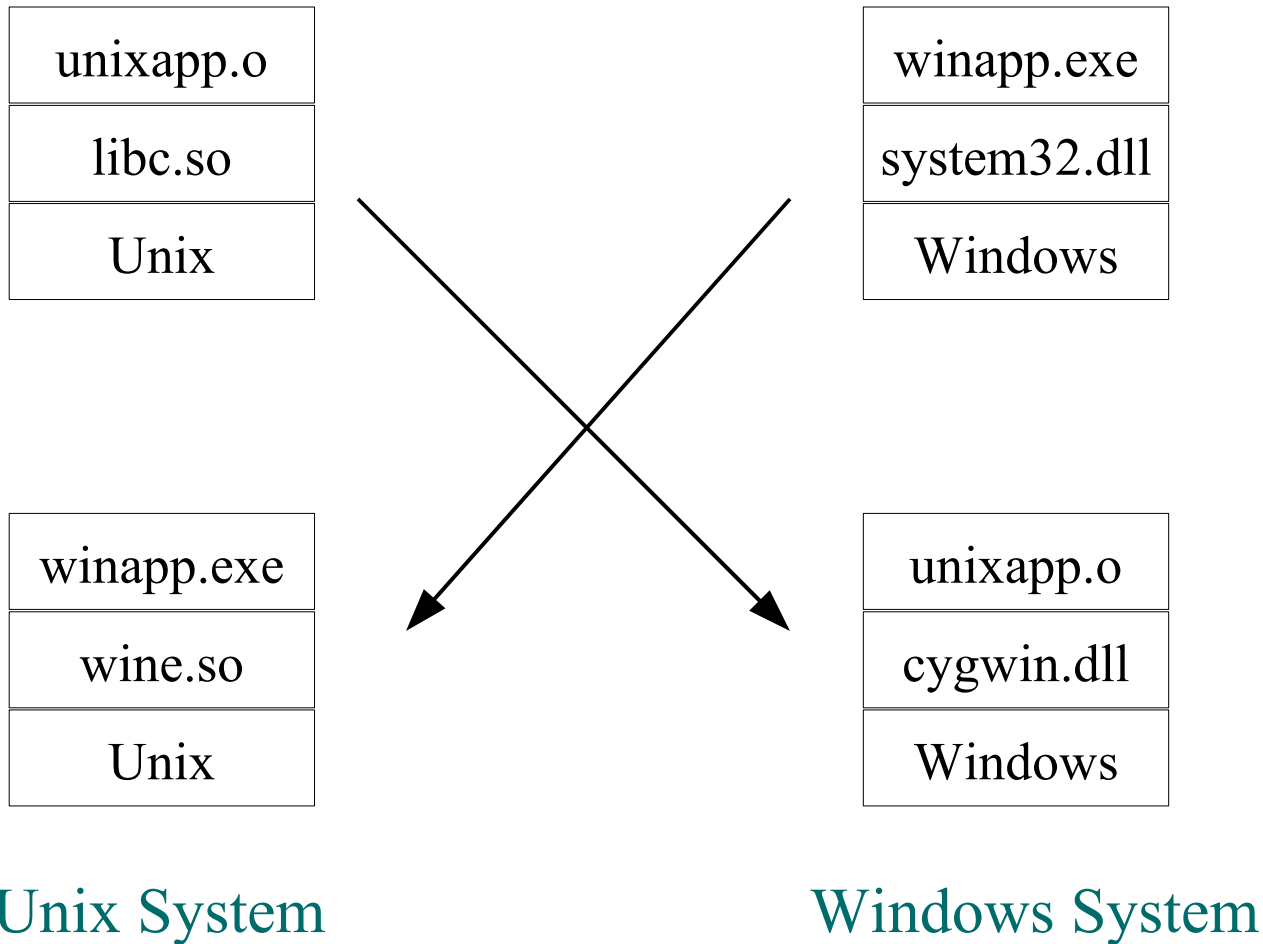 unixapp.o
libc.so
Unix
winapp.exe
system32.dll
Windows
winapp.exe
wine.so
Unix
unixapp.o
cygwin.dll
Windows
Unix System
Windows System